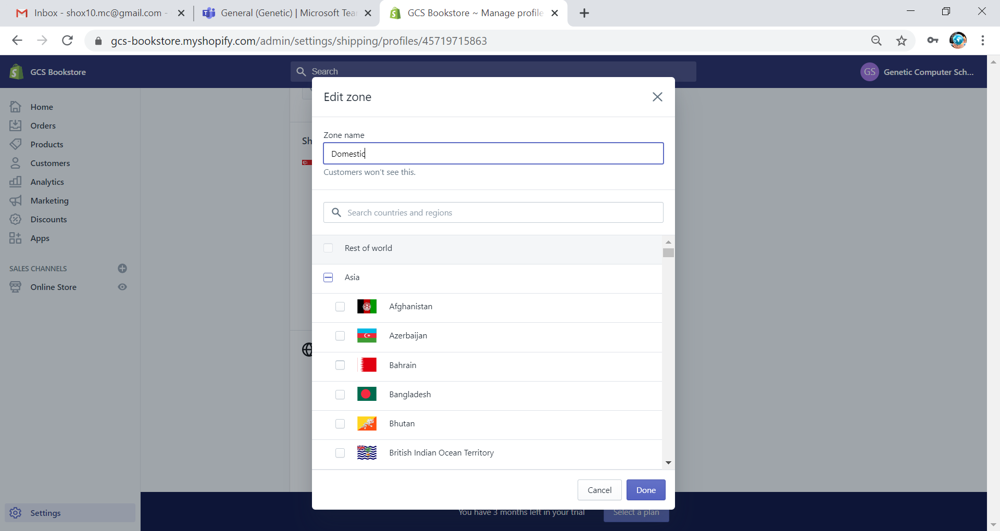 Inbox - shox10.mc@gmail.com -
General (Genetic) | Microsoft Tea
GCS Bookstore ~ Manage profile
gcs-bookstore.myshopify.com/admin/settings/shipping/profiles/45719715863
GCS Bookstore
Search
GS
Genetic Computer Sch...
Home
Orders
Products
Customers
Analytics
Marketing
Discounts
Apps
SALES CHANNELS
Online Store
Settings
Sh
Edit zone
Zone name
Domestic
Customers won't see this.
Search countries and regions
Rest of world
Asia
Afghanistan
Azerbaijan
Bahrain
Bangladesh
Bhutan
British Indian Ocean Territory
Cancel
Done
You have 3 months left in your trial
Select a plan